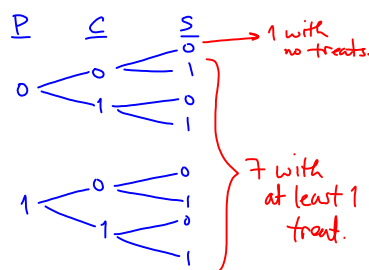 P C S
0 → 1 with
no treats.
0 1
0
1 0
1
7 with
at least 1
treat.
0 0
1
1
1 0
1